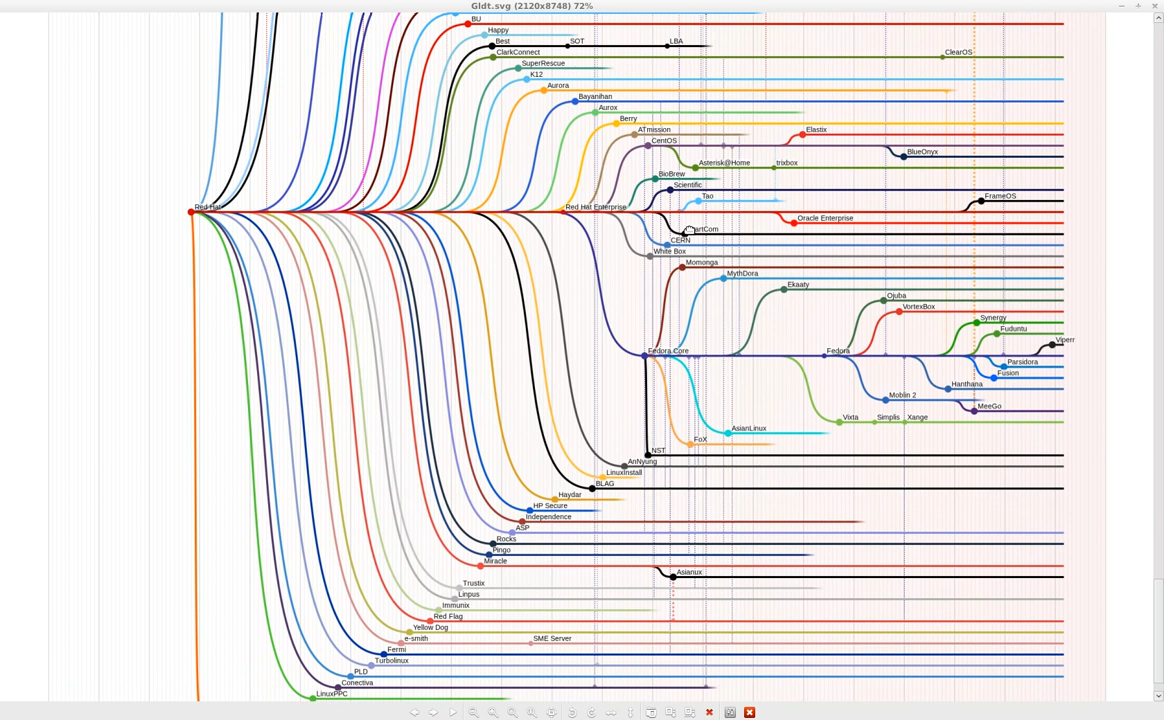 Gldt.svg (2120x8748) 72%
BU
Happy
Best
SOT
LBA
ClarkConnect
ClearOS
SuperRescue
K12
Aurora
Bayanihan
Aurox
Berry
ATmission
Elastix
CentOS
BlueOnyx
Asterisk@Home
trixbox
BioBrew
Scientific
Tao
FrameOS
Red Hat
Red Hat Enterprise
Oracle Enterprise
artCom
CERN
White Box
Momonga
MythDora
Ekaaty
Ojuba
VortexBox
Synergy
Fuduntu
Viperr
Fedora Core
Fedora
Parsidora
Fusion
Hanthana
Moblin 2
MeeGo
Vixta
Simplis
Xange
AsianLinux
FoX
NST
AnNyung
LinuxInstall
BLAG
Haydar
HP Secure
Independence
ASP
Rocks
Pingo
Miracle
Asianux
Trustix
Linpus
Immunix
Red Flag
Yellow Dog
e-smith
SME Server
Fermi
Turbolinux
PLD
Conectiva
LinuxPPC